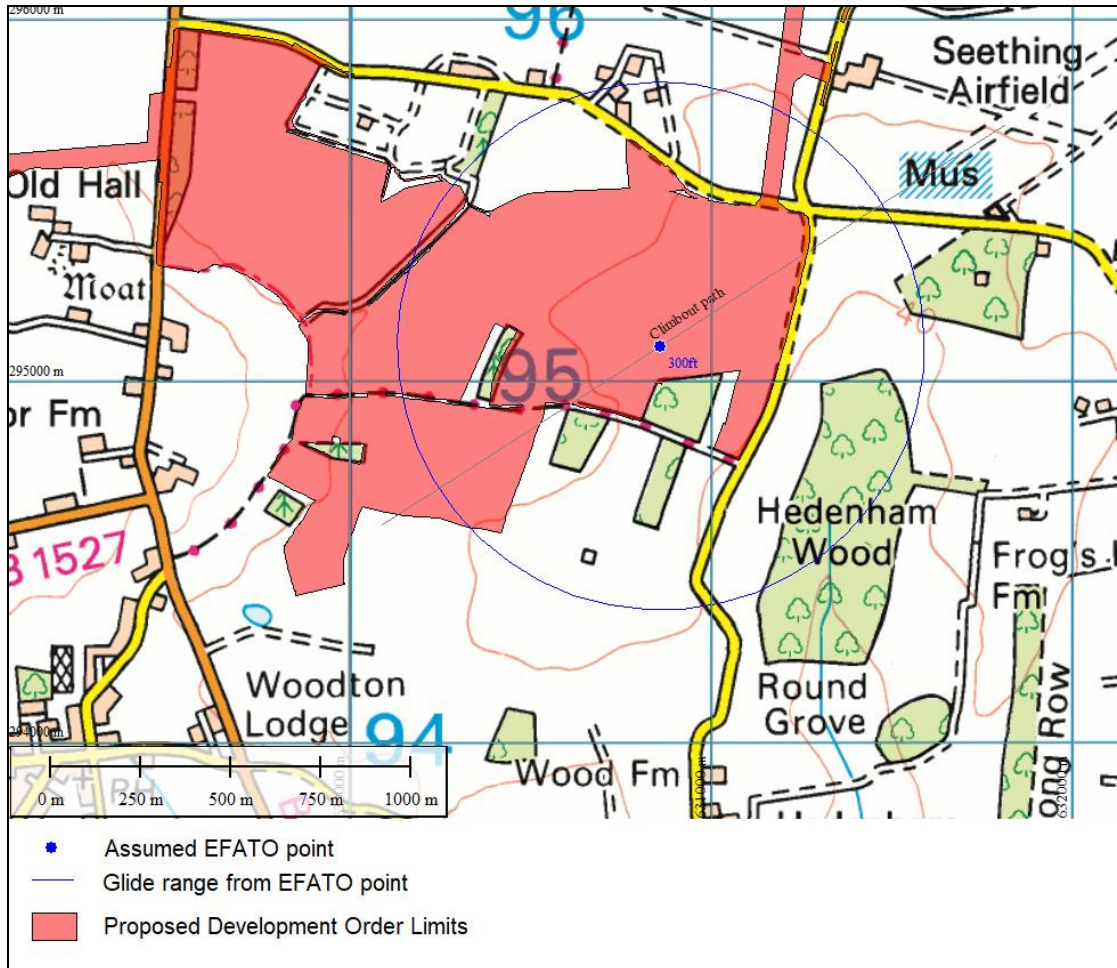 296000 m
96
Seething
Airfield
Mus
Old Hall
Moat
Climbout path
300ft
295000 m
95
or Fm
Hedenham
Wood
B 1527
Frog's
Fm
Woodton
Lodge
94
294000 m
Round
Grove
Wood Fm
ong Row
631000 m
632000 m
0 m 250 m 500 m 750 m 1000 m
Assumed EFATO point
Glide range from EFATO point
Proposed Development Order Limits